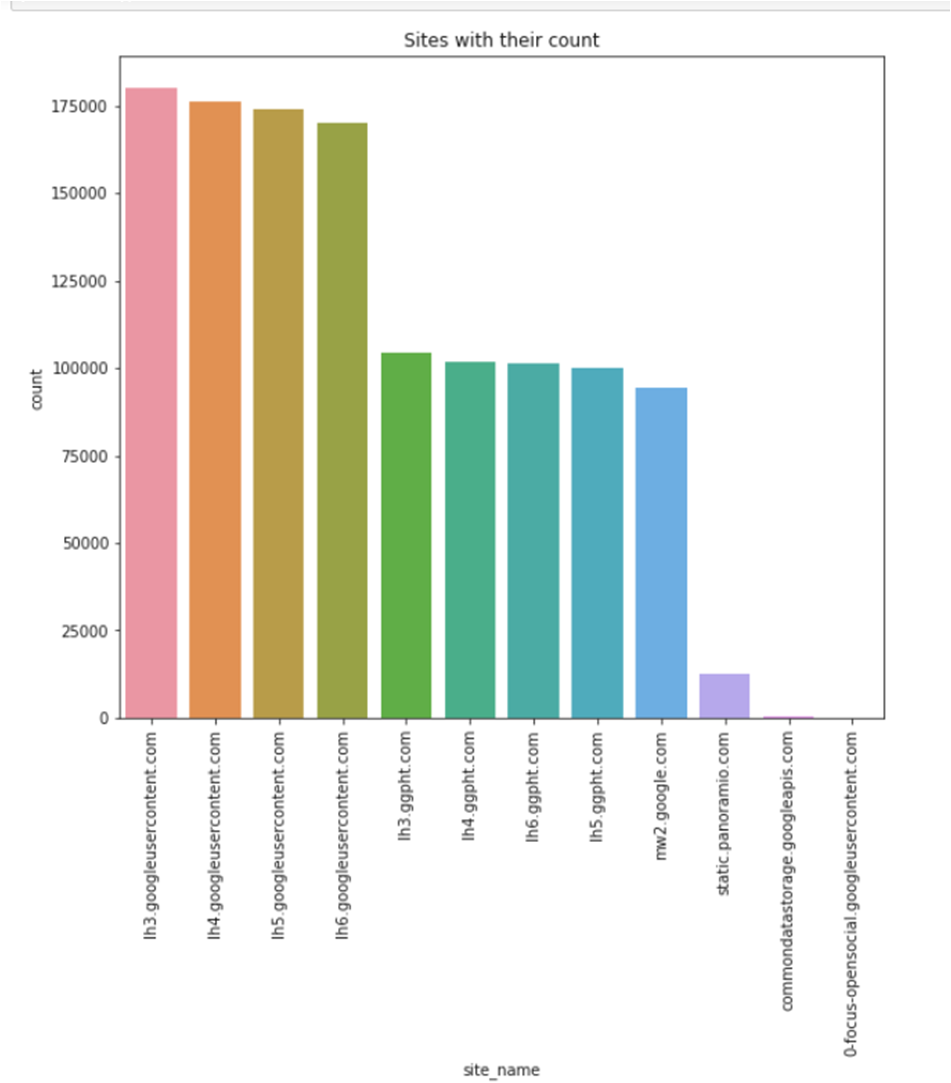 Sites with their count
175000
150000
125000
100000
75000
50000
25000
0
count
lh3.googleusercontent.com
lh4.googleusercontent.com
lh5.googleusercontent.com
lh6.googleusercontent.com
lh3.ggpht.com
lh4.ggpht.com
lh6.ggpht.com
lh5.ggpht.com
mw2.google.com
static.panoramio.com
commondatastorage.googleapis.com
0-focus-opensocial.googleusercontent.com
site_name